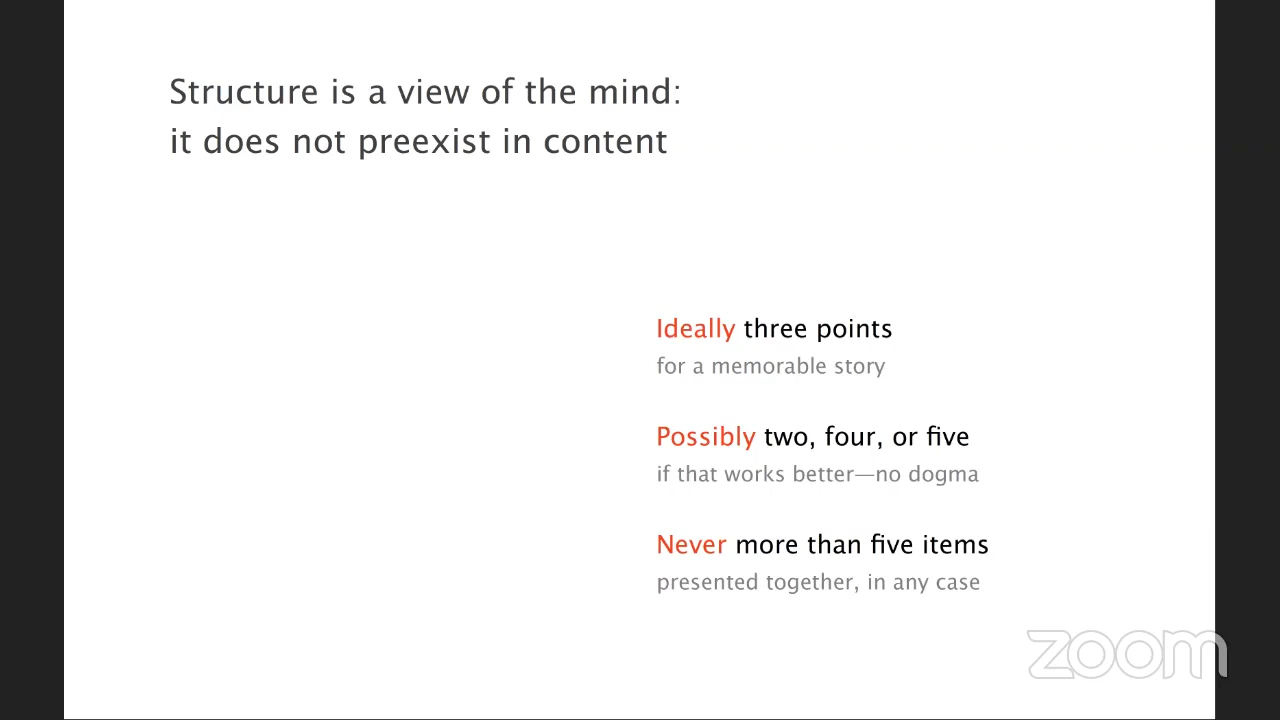 Structure is a view of the mind:
it does not preexist in content
Ideally three points
for a memorable story
Possibly two, four, or five
if that works better—no dogma
Never more than five items
presented together, in any case
zoom